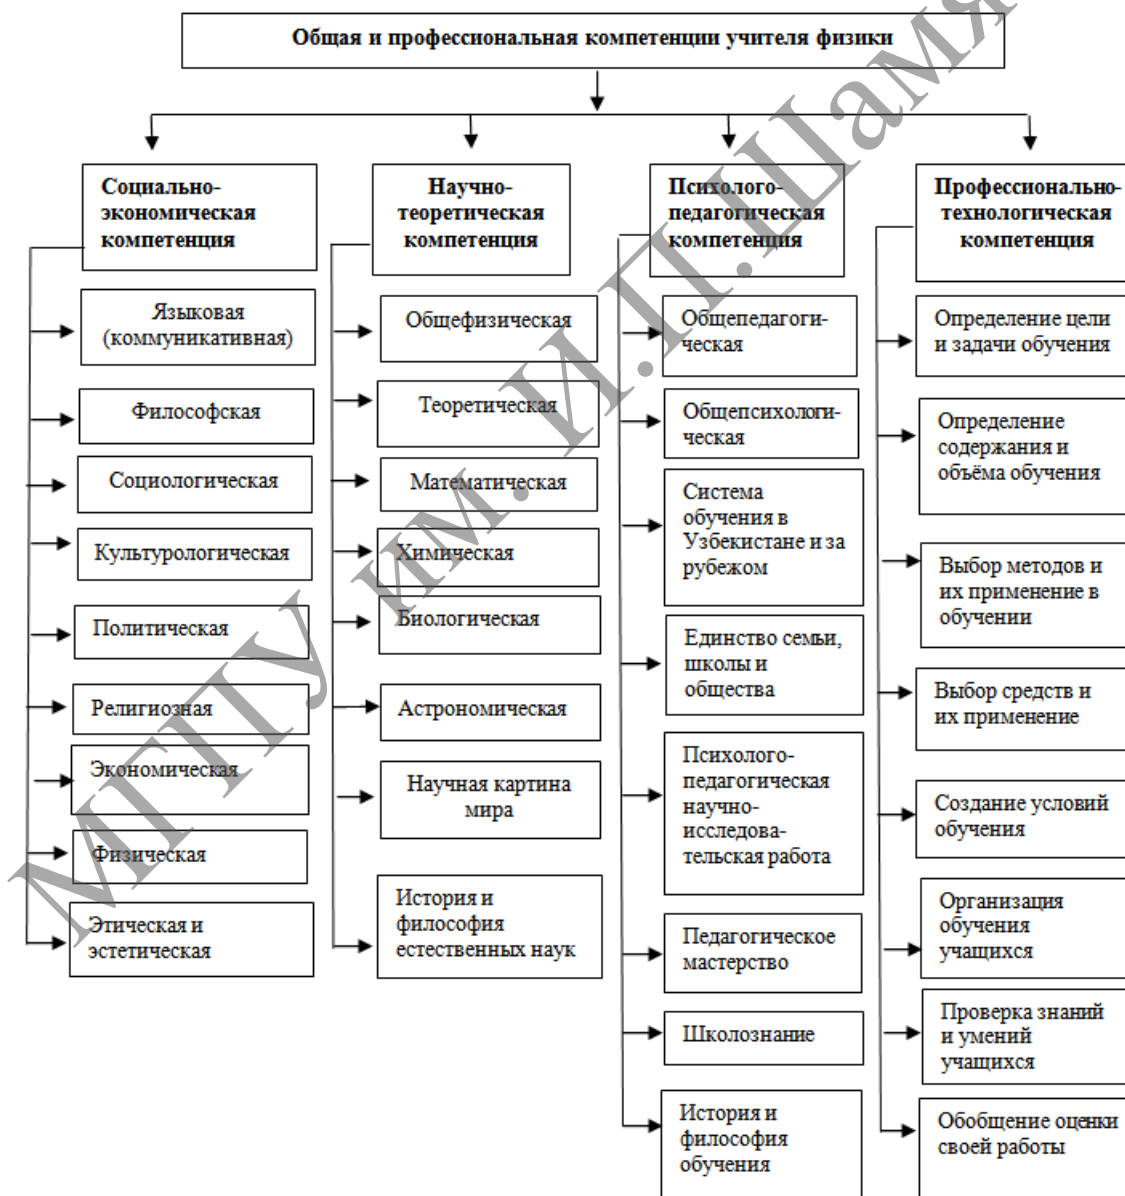 Общая и профессиональная компетенции учителя физики
Социально-
экономическая
компетенция
Языковая
(коммуникативная)
Философская
Социологическая
Культурологическая
Политическая
Религиозная
Экономическая
Физическая
Этическая и
эстетическая
Научно-
теоретическая
компетенция
Общефизическая
Теоретическая
Математическая
Химическая
Биологическая
Астрономическая
Научная картина
мира
История и
философия
естественных наук
Психолого-
педагогическая
компетенция
Общепедагоги-
ческая
Общепсихологи-
ческая
Система
обучения в
Узбекистане и за
рубежом
Единство семьи,
школы и
общества
Психолого-
педагогическая
научно-
исследова-
тельская работа
Педагогическое
мастерство
Школознание
История и
философия
обучения
Профессионально-
технологическая
компетенция
Определение цели
и задачи обучения
Определение
содержания и
объёма обучения
Выбор методов и
их применение в
обучении
Выбор средств и
их применение
Создание условий
обучения
Организация
обучения
учащихся
Проверка знаний
и умений
учащихся
Обобщение оценки
своей работы
МГПУ им. И.П.Шамя